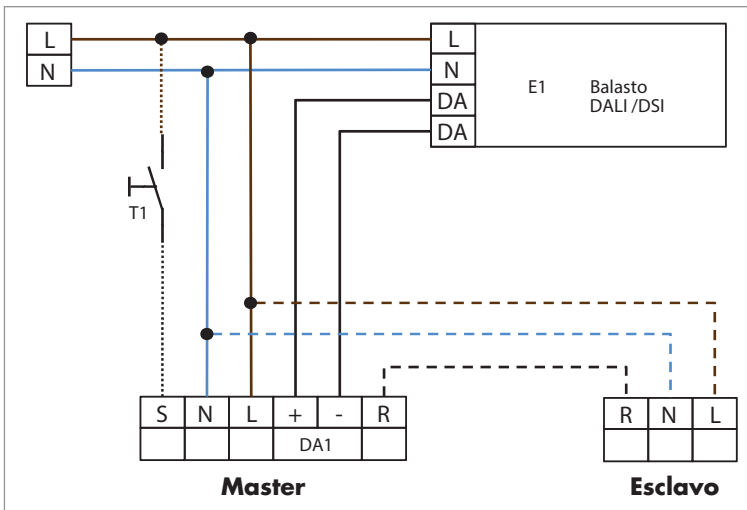 L
N
L
N
DA
DA
E1 Balasto
DALI /DSI
T1
S N L + - R
DA1
R N L
Master
Esclavo